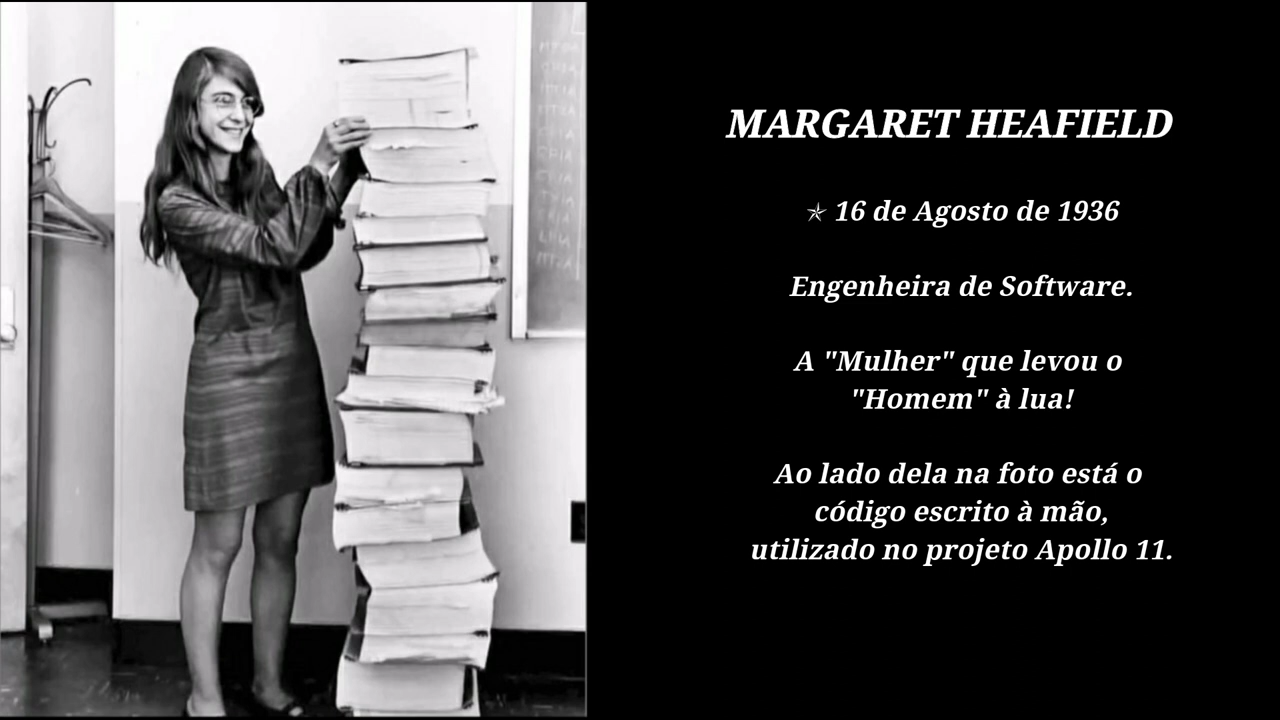 MARGARET HEAFIELD
✯ 16 de Agosto de 1936
Engenheira de Software.
A "Mulher" que levou o
"Homem" à lua!
Ao lado dela na foto está o
código escrito à mão,
utilizado no projeto Apollo 11.